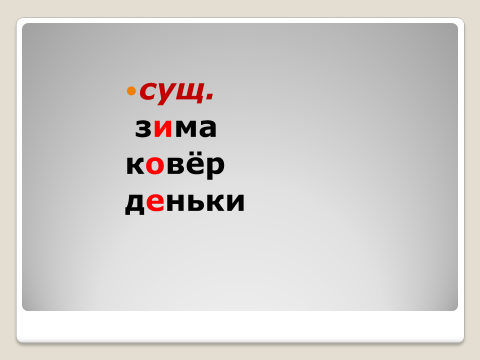 сущ.
зима
ковёр
деньки